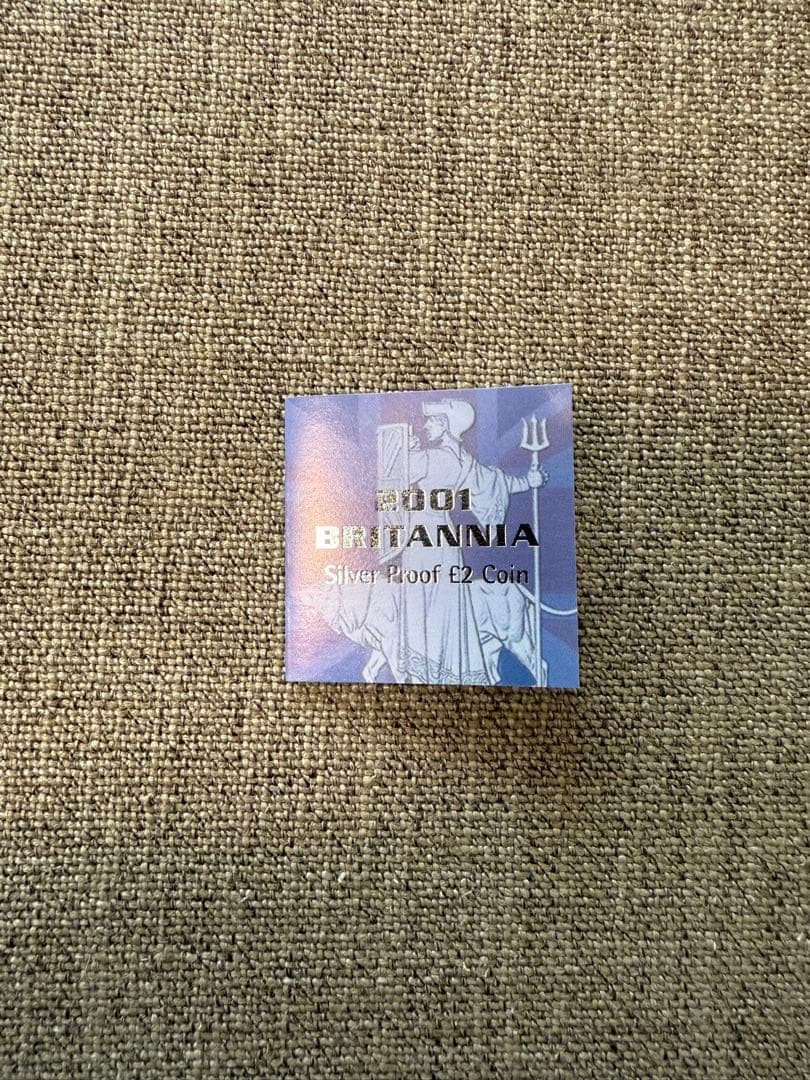 2001
BRITANNIA
Silver Proof £2 Coin